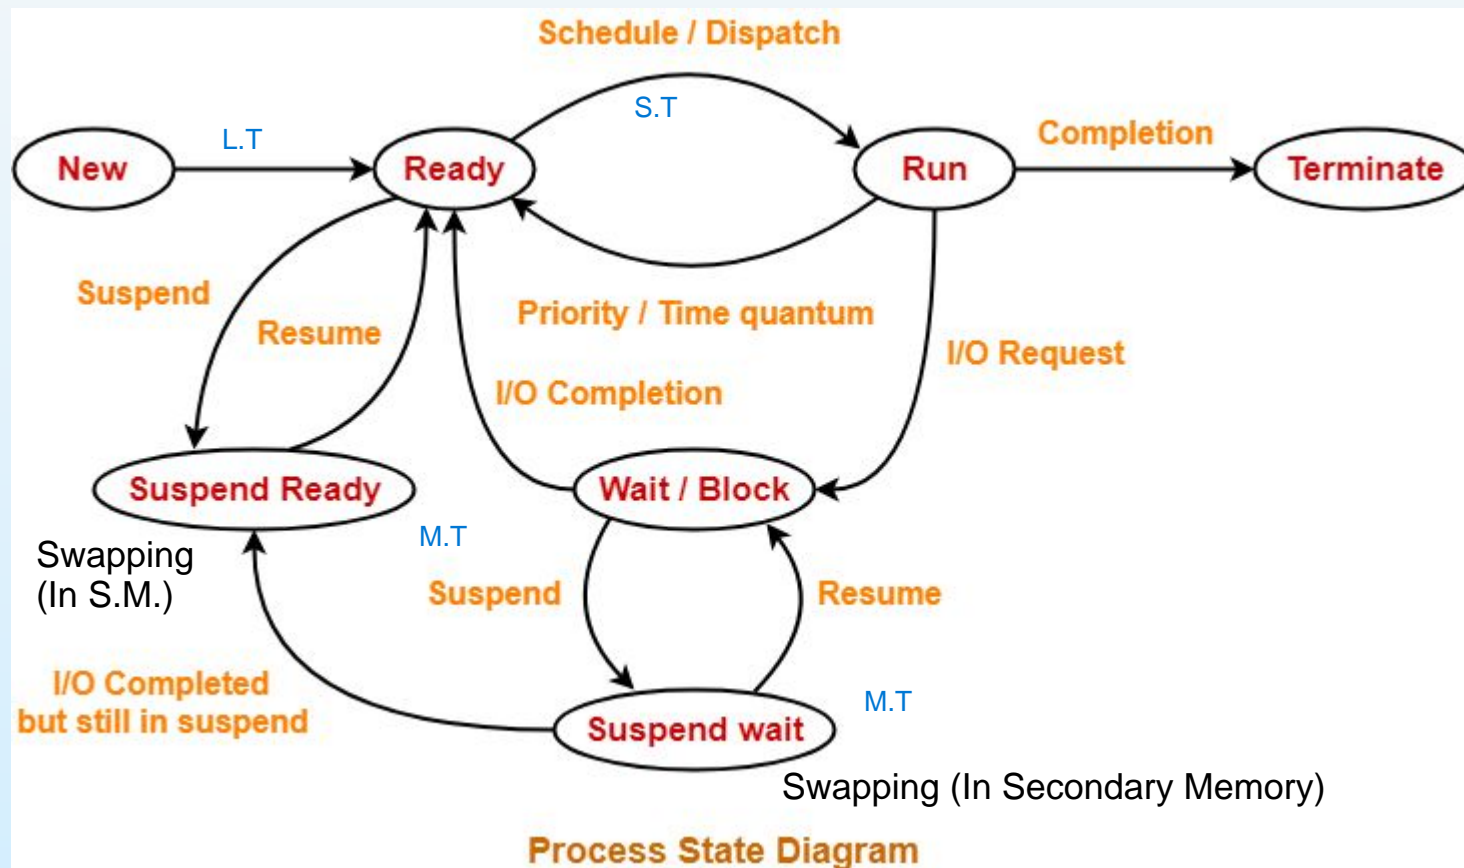 Schedule / Dispatch
S.T
L.T
Completion
New
Ready
Run
Terminate
Suspend
Resume
Priority / Time quantum
I/O Request
I/O Completion
Suspend Ready
Wait / Block
M.T
Swapping
(In S.M.)
Suspend
Resume
I/O Completed
but still in suspend
M.T
Suspend wait
Swapping (In Secondary Memory)
Process State Diagram